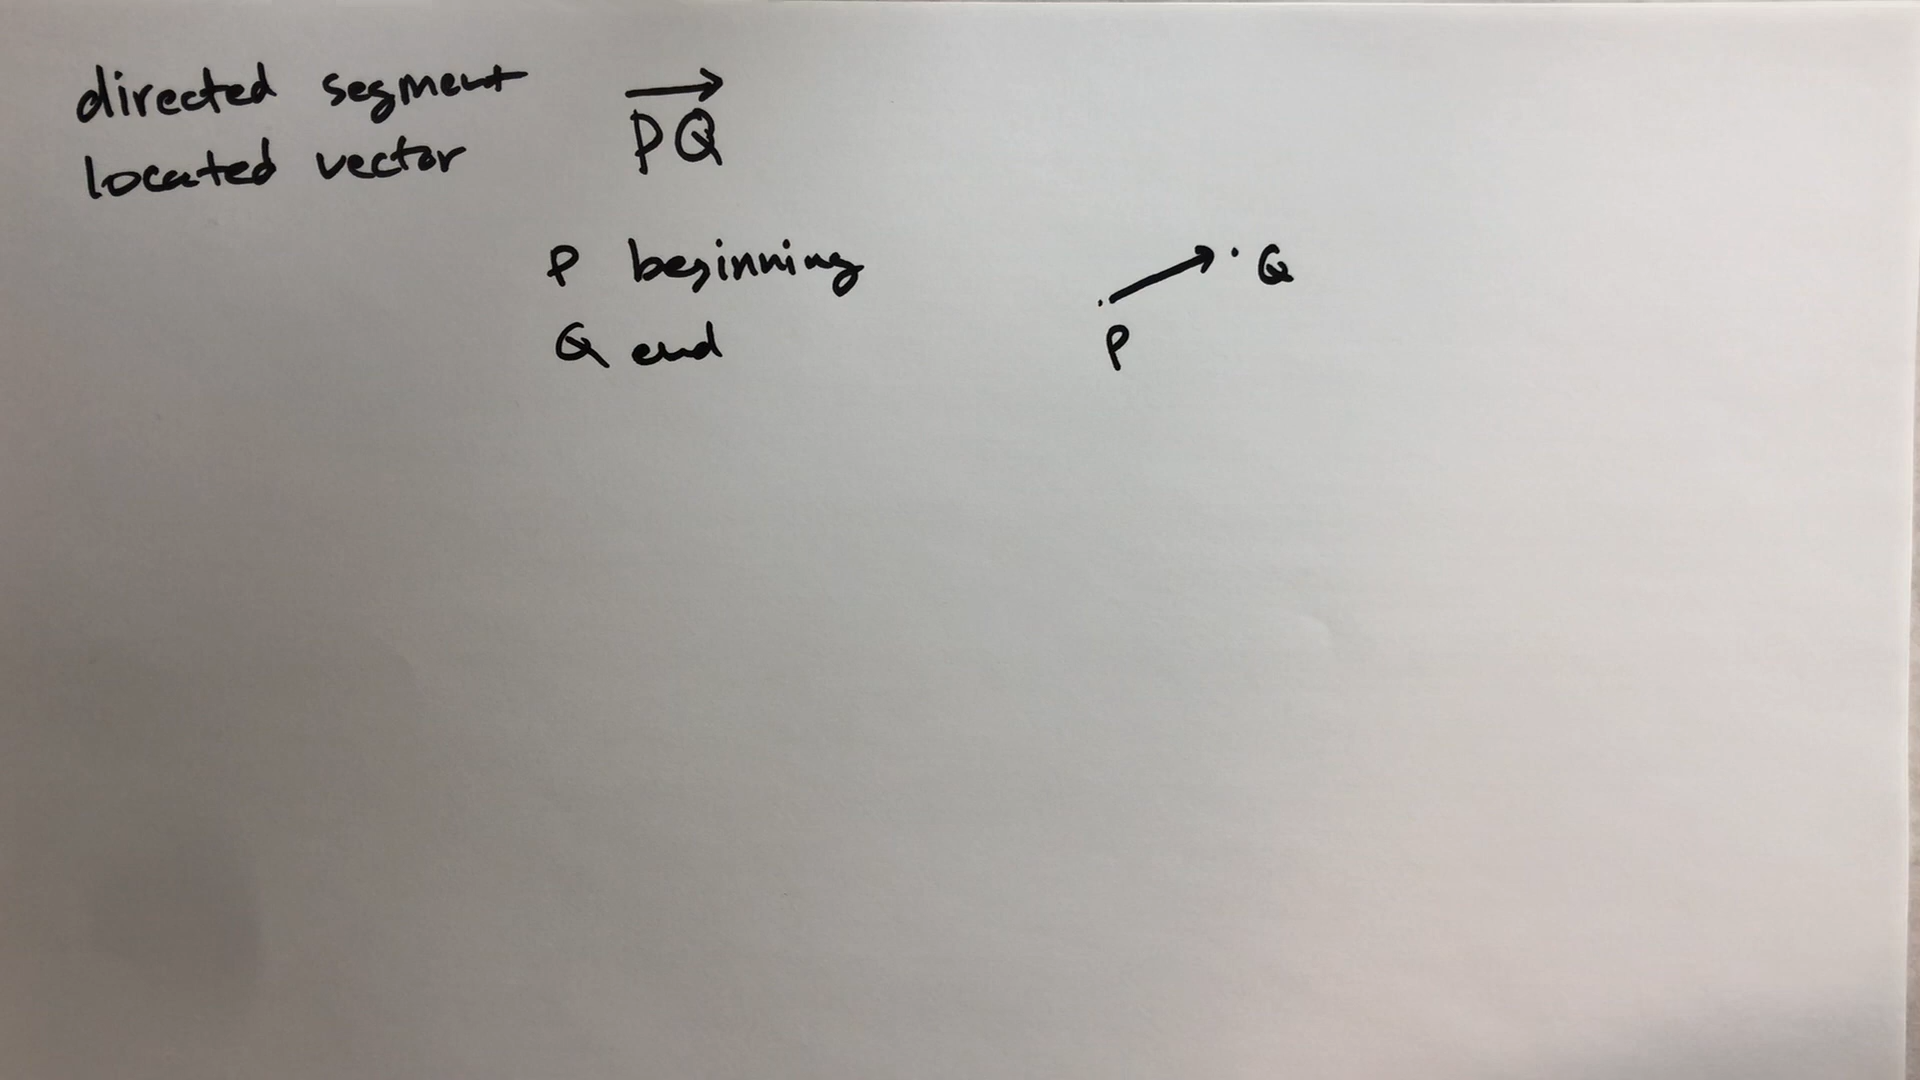 directed segment
located vector
PQ
P beginning
Q end
P
Q